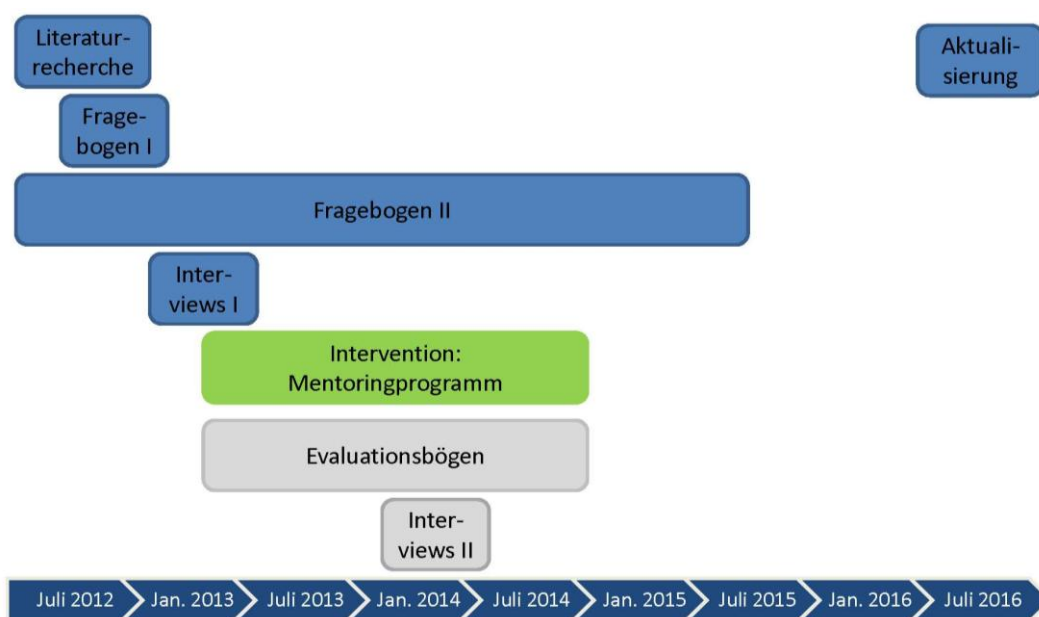 Literatur-
recherche
Aktuali-
sierung
Frage-
bogen I
Fragebogen II
Inter-
views I
Intervention:
Mentoringprogramm
Evaluationsbögen
Inter-
views II
Juli 2012 Jan. 2013 Juli 2013 Jan. 2014 Juli 2014 Jan. 2015 Juli 2015 Jan. 2016 Juli 2016